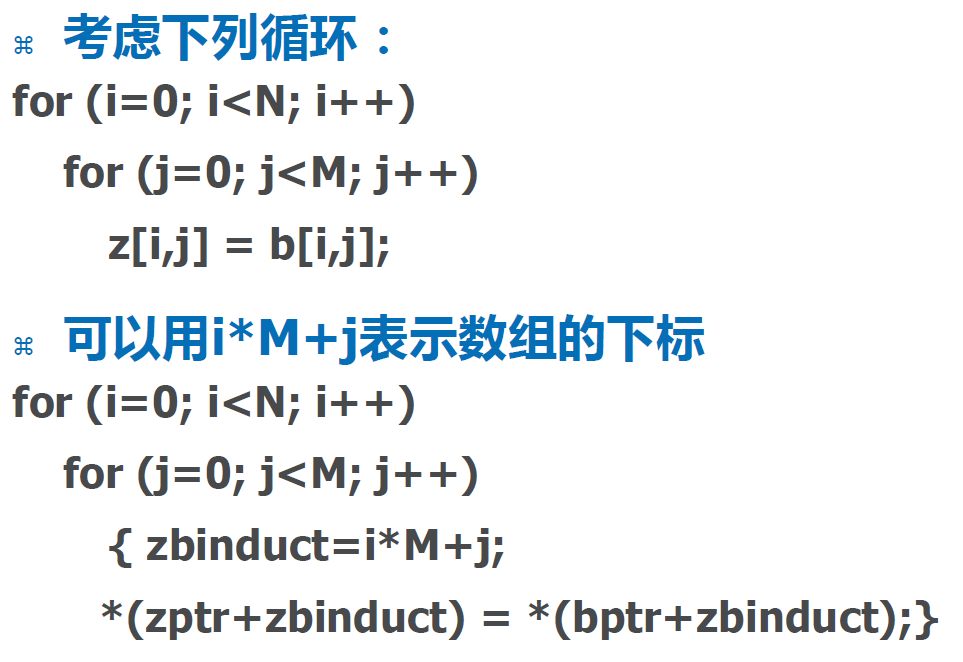 ⌘ 考虑下列循环：
for (i=0; i<N; i++)
for (j=0; j<M; j++)
z[i,j] = b[i,j];
⌘ 可以用i*M+j表示数组的下标
for (i=0; i<N; i++)
for (j=0; j<M; j++)
{ zbinduct=i*M+j;
*(zptr+zbinduct) = *(bptr+zbinduct);}